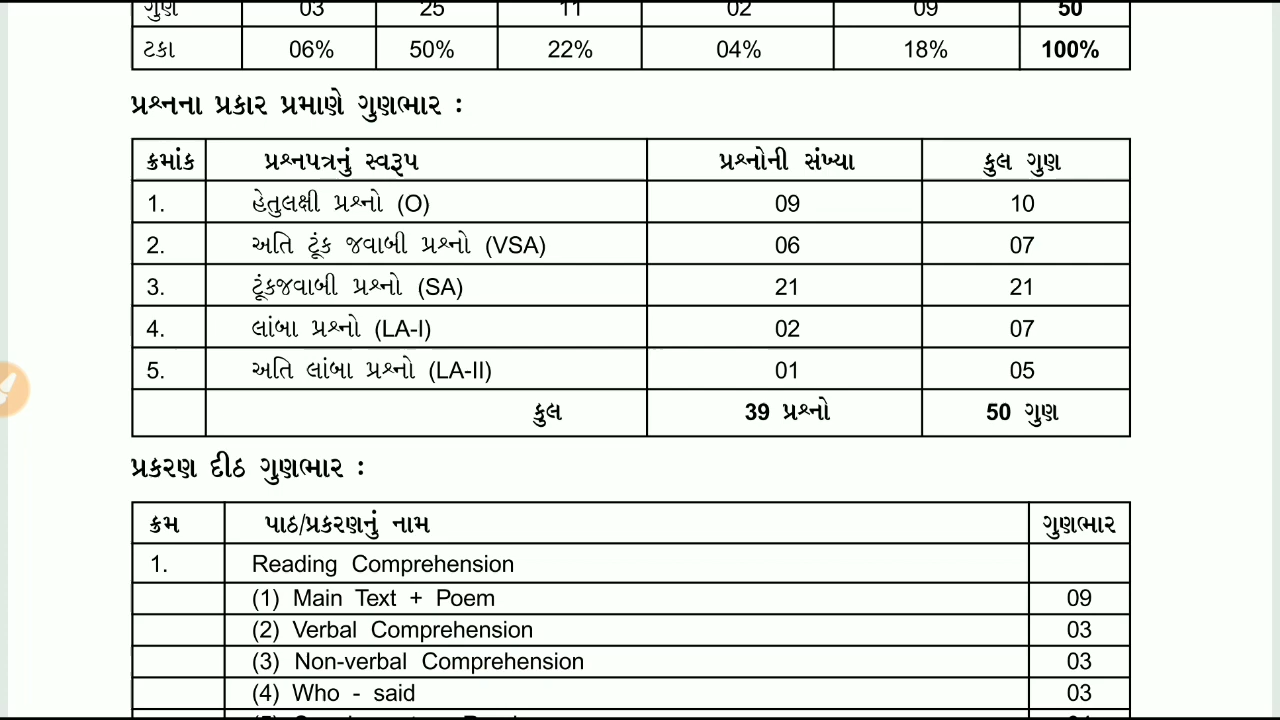 ગુણ 03 25 11 02 09 50
ટકા 06% 50% 22% 04% 18% 100%
પ્રશ્નના પ્રકાર પ્રમાણે ગુણભાર :
ક્રમાંક પ્રશ્નપત્રનું સ્વરૂપ પ્રશ્નોની સંખ્યા કુલ ગુણ
1. હેતુલક્ષી પ્રશ્નો (O) 09 10
2. અતિ ટૂંક જવાબી પ્રશ્નો (VSA) 06 07
3. ટૂંકજવાબી પ્રશ્નો (SA) 21 21
4. લાંબા પ્રશ્નો (LA-I) 02 07
5. અતિ લાંબા પ્રશ્નો (LA-II) 01 05
કુલ 39 પ્રશ્નો 50 ગુણ
પ્રકરણ દીઠ ગુણભાર :
ક્રમ પાઠ/પ્રકરણનું નામ ગુણભાર
1. Reading Comprehension
(1) Main Text + Poem 09
(2) Verbal Comprehension 03
(3) Non-verbal Comprehension 03
(4) Who - said 03